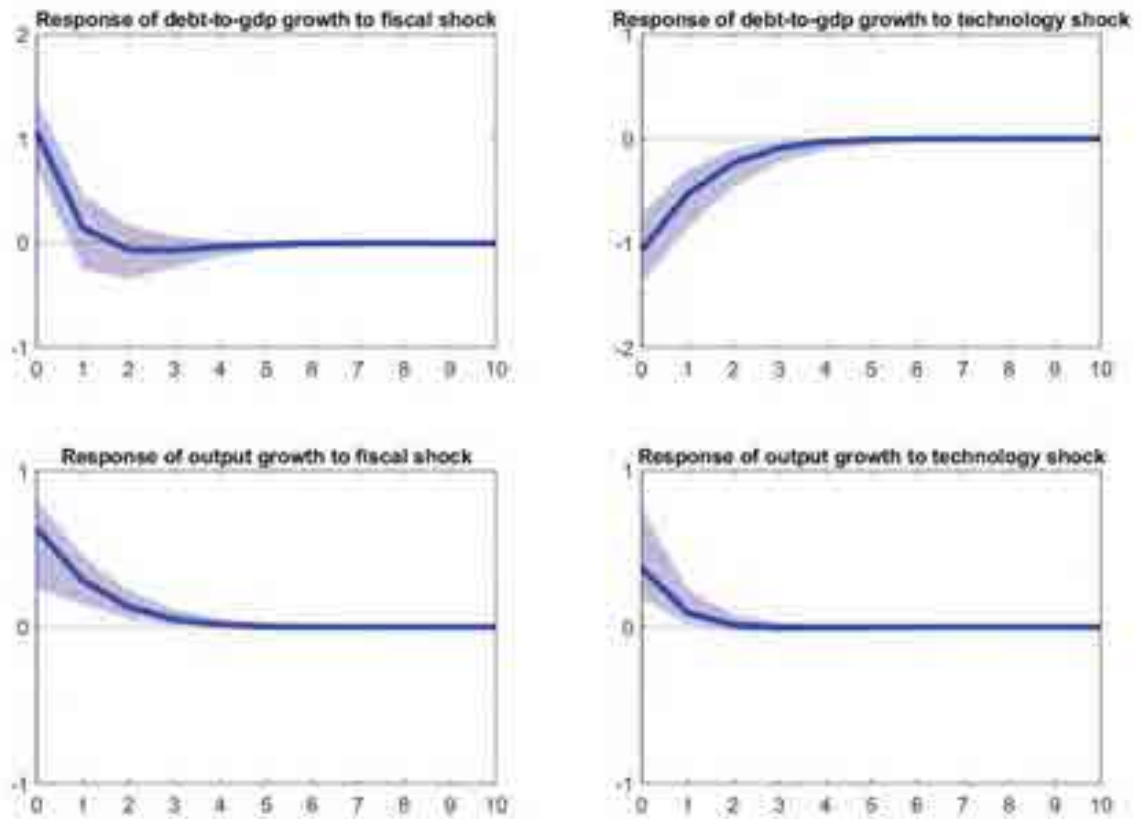 Response of debt-to-gdp growth to fiscal shock
2
1
0
-1
0 1 2 3 4 5 6 7 8 9 10
Response of debt-to-gdp growth to technology shock
1
0
-1
-2
0 1 2 3 4 5 6 7 8 9 10
Response of output growth to fiscal shock
1
0
-1
0 1 2 3 4 5 6 7 8 9 10
Response of output growth to technology shock
1
0
-1
0 1 2 3 4 5 6 7 8 9 10